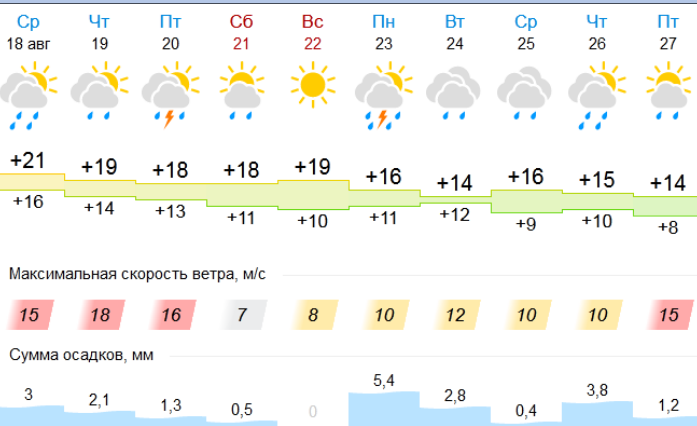 Ср Чт Пт Сб Вс Пн Вт Ср Чт Пт
18 авг 19 20 21 22 23 24 25 26 27
+21 +19 +18 +18 +19 +16 +14 +16 +15 +14
+16 +14 +13 +11 +10 +11 +12 +9 +10 +8
Максимальная скорость ветра, м/с
15 18 16 7 8 10 12 10 10 15
Сумма осадков, мм
3 2,1 1,3 0,5 0 5,4 2,8 0,4 3,8 1,2